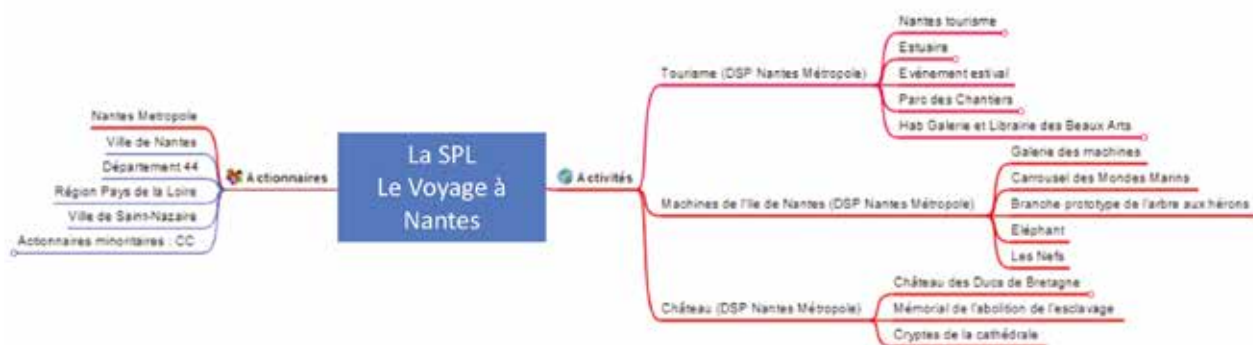 Nantes Metropole
Ville de Nantes
Département 44
Région Pays de la Loire
Ville de Saint-Nazaire
Actionnaires minoritaires : CC
Actionnaires
La SPL
Le Voyage à
Nantes
Activités
Tourisme (DSP Nantes Métropole)
Nantes tourisme
Estuaire
Evénement estival
Parc des Chantiers
Hab Galerie et Librairie des Beaux Arts
Machines de l'Ile de Nantes (DSP Nantes Métropole)
Galerie des machines
Carrousel des Mondes Marins
Branche prototype de l'arbre aux hérons
Eléphant
Les Nefs
Château (DSP Nantes Métropole)
Château des Ducs de Bretagne
Mémorial de l'abolition de l'esclavage
Cryptes de la cathédrale